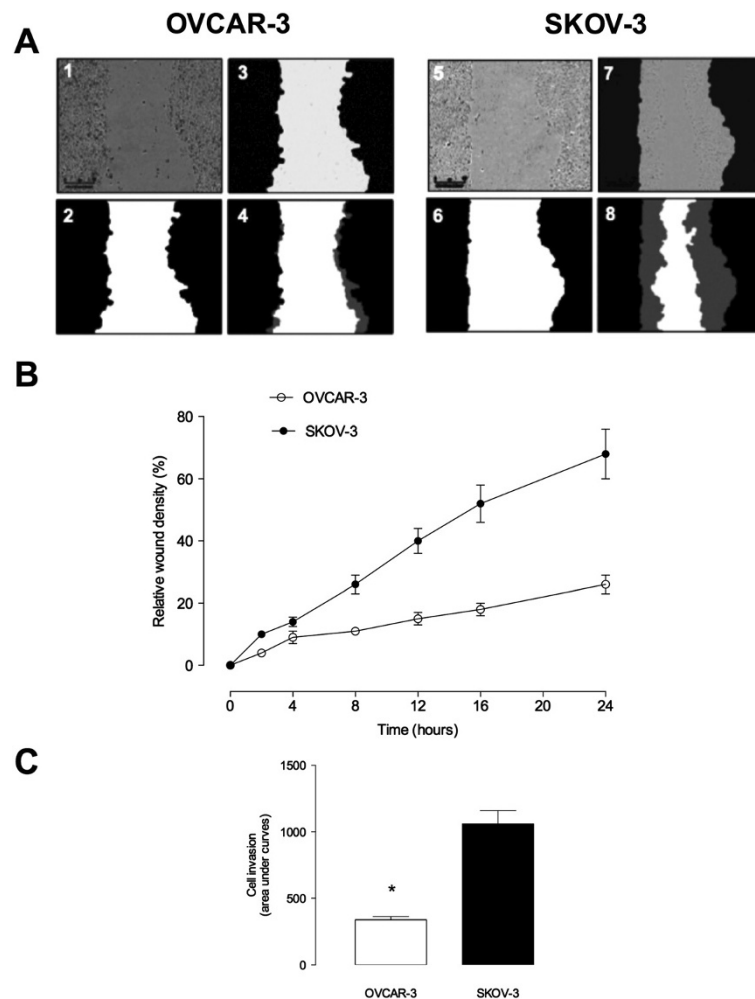 OVCAR-3
SKOV-3
A
1
3
5
7
2
4
6
8
B
OVCAR-3
SKOV-3
Relative wound density (%)
80
60
40
20
0
0
4
8
12
16
20
24
Time (hours)
C
Cell invasion
(area under curves)
1500
1000
500
0
*
OVCAR-3
SKOV-3